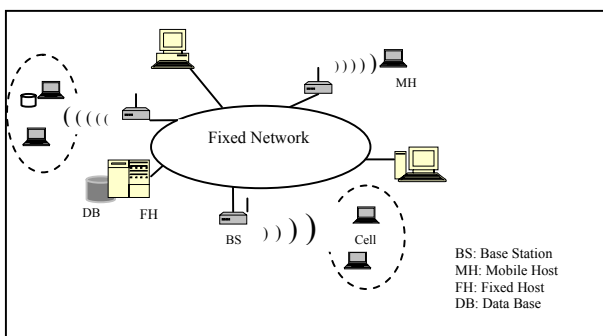 MH
Fixed Network
DB
FH
BS
Cell
BS: Base Station
MH: Mobile Host
FH: Fixed Host
DB: Data Base